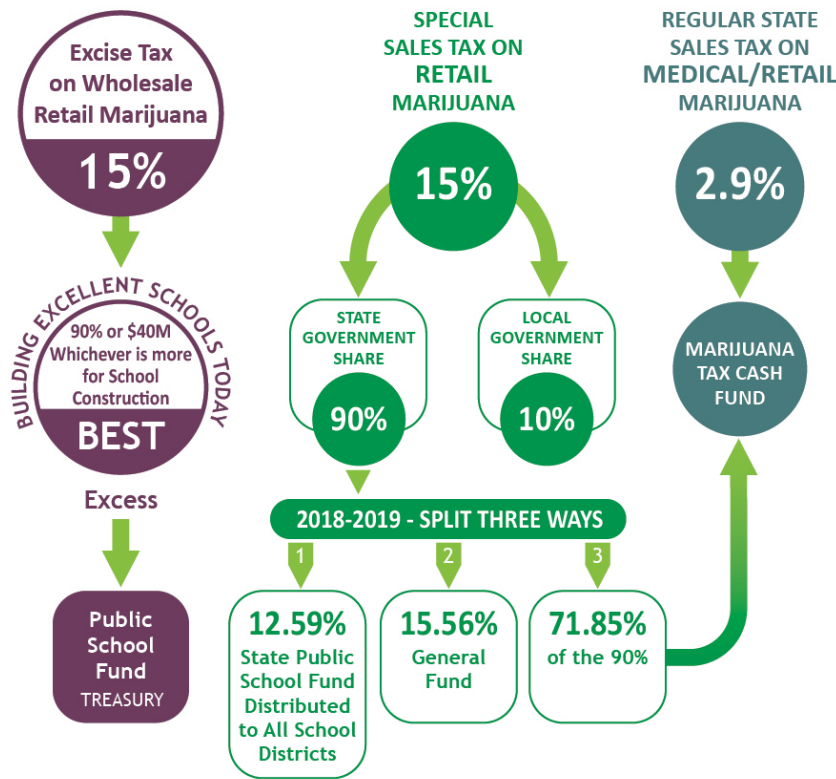 Excise Tax
on Wholesale
Retail Marijuana
15%
BUILDING EXCELLENT SCHOOLS TODAY
90% or $40M
Whichever is more
for School
Construction
BEST
Excess
Public
School
Fund
TREASURY
SPECIAL
SALES TAX ON
RETAIL
MARIJUANA
15%
STATE
GOVERNMENT
SHARE
90%
LOCAL
GOVERNMENT
SHARE
10%
2018-2019 - SPLIT THREE WAYS
1
12.59%
State Public
School Fund
Distributed
to All School
Districts
2
15.56%
General
Fund
3
71.85%
of the 90%
REGULAR STATE
SALES TAX ON
MEDICAL/RETAIL
MARIJUANA
2.9%
MARIJUANA
TAX CASH
FUND